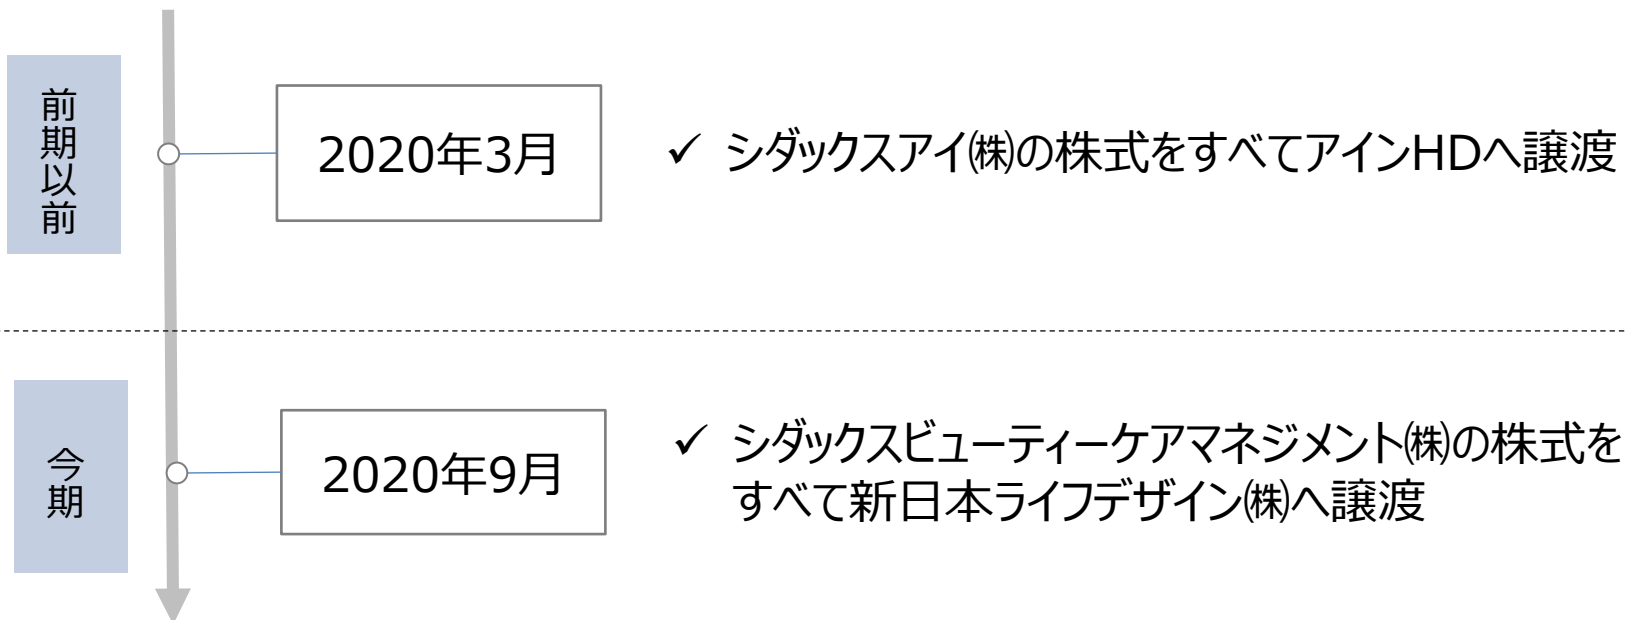 前期以前
2020年3月
✓ シダックスアイ㈱の株式をすべてアインHDへ譲渡
今期
2020年9月
✓ シダックスビューティーケアマネジメント㈱の株式を
すべて新日本ライフデザイン㈱へ譲渡